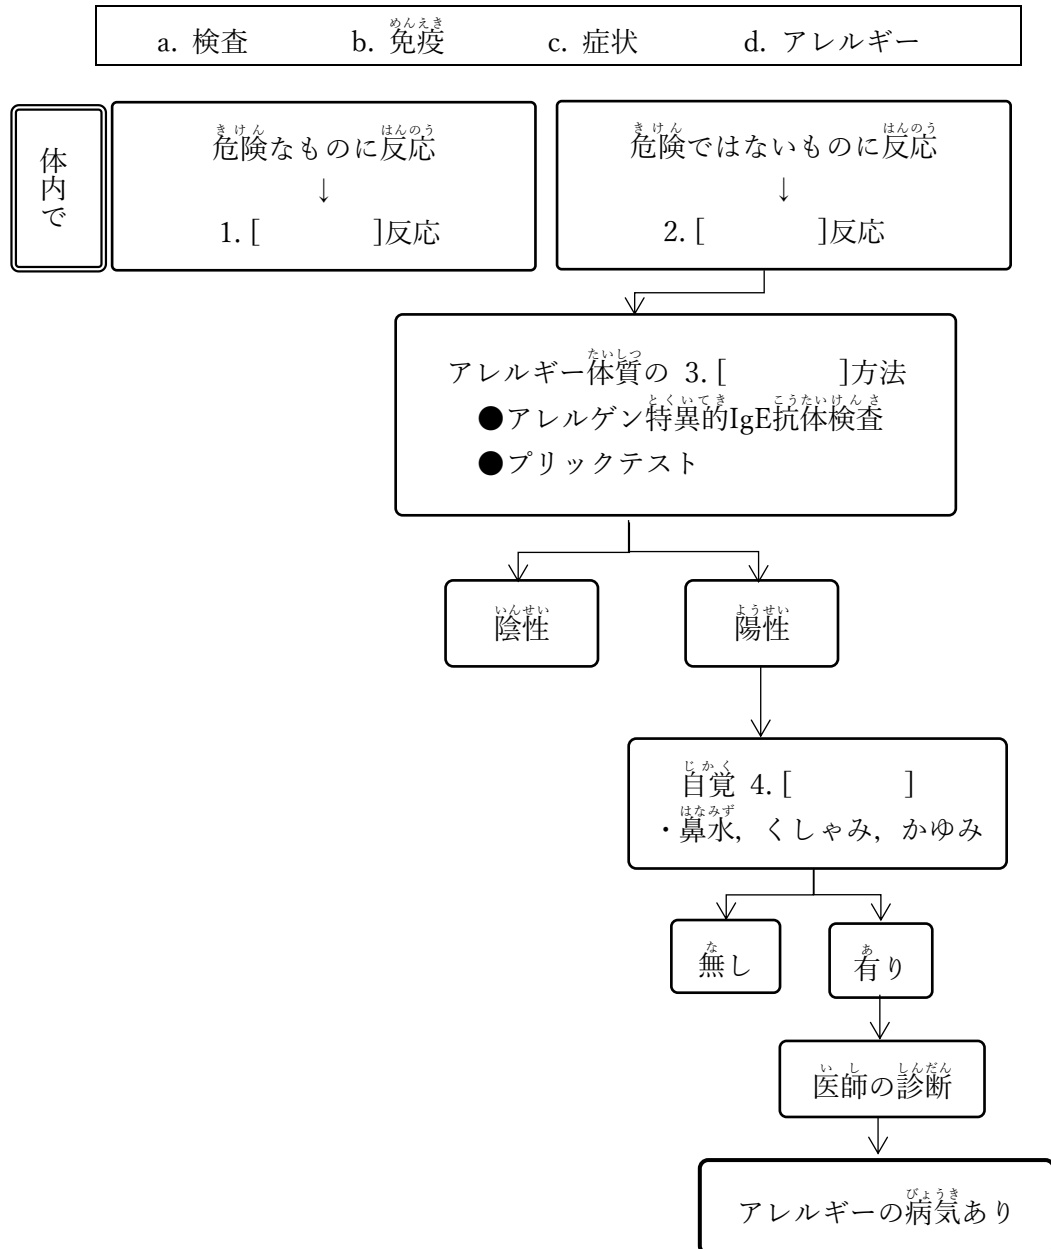 a. 検査 b. 免疫 c. 症状 d. アレルギー
体内で
危険なものに反応
↓
1. [ ]反応
危険ではないものに反応
↓
2. [ ]反応
アレルギー体質の 3. [ ]方法
●アレルゲン特異的IgE抗体検査
●プリックテスト
陰性
陽性
自覚 4. [ ]
・鼻水, くしゃみ, かゆみ
無し
有り
医師の診断
アレルギーの病気あり